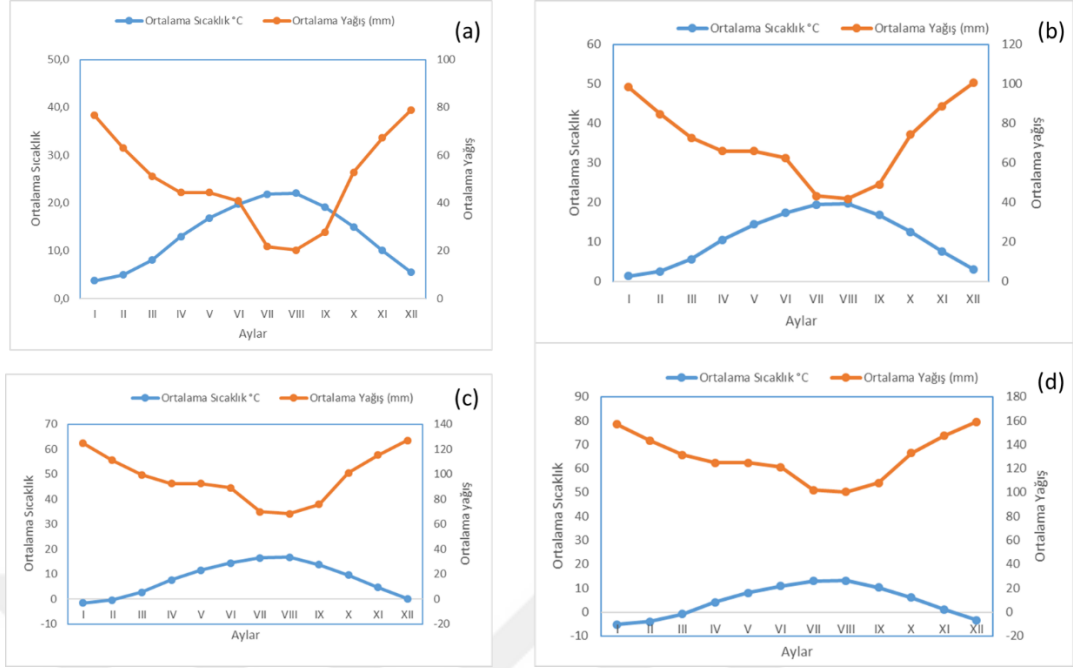 Ortalama Sıcaklık °C Ortalama Yağış (mm)
(a)
50,0
40,0
30,0
20,0
10,0
0,0
Ortalama Sıcaklık
100
80
60
40
20
0
Ortalama Yağış
I II III IV V VI VII VIII IX X XI XII
Aylar
Ortalama Sıcaklık °C Ortalama Yağış (mm)
(b)
60
50
40
30
20
10
0
Ortalama Sıcaklık
120
100
80
60
40
20
0
Ortalama yağış
I II III IV V VI VII VIII IX X XI XII
Aylar
Ortalama Sıcaklık °C Ortalama Yağış (mm)
(c)
70
60
50
40
30
20
10
0
-10
Ortalama Sıcaklık
140
120
100
80
60
40
20
0
-20
Ortalama yağış
I II III IV V VI VII VIII IX X XI XII
Aylar
Ortalama Sıcaklık °C Ortalama Yağış (mm)
(d)
90
80
70
60
50
40
30
20
10
0
-10
Ortalama Sıcaklık
180
160
140
120
100
80
60
40
20
0
-20
Ortalama Yağış
I II III IV V VI VII VIII IX X XI XII
Aylar